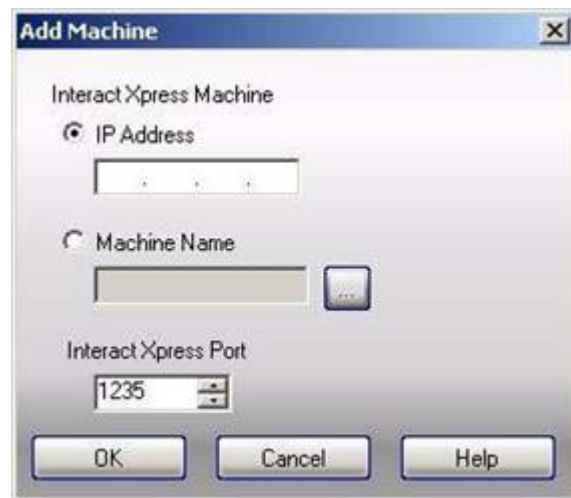 Add Machine
Interact Xpress Machine
IP Address
. . .
Machine Name
...
Interact Xpress Port
1235
OK Cancel Help